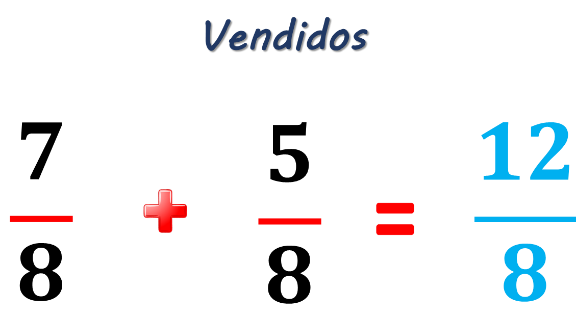 Vendidos
7/8 + 5/8 = 12/8